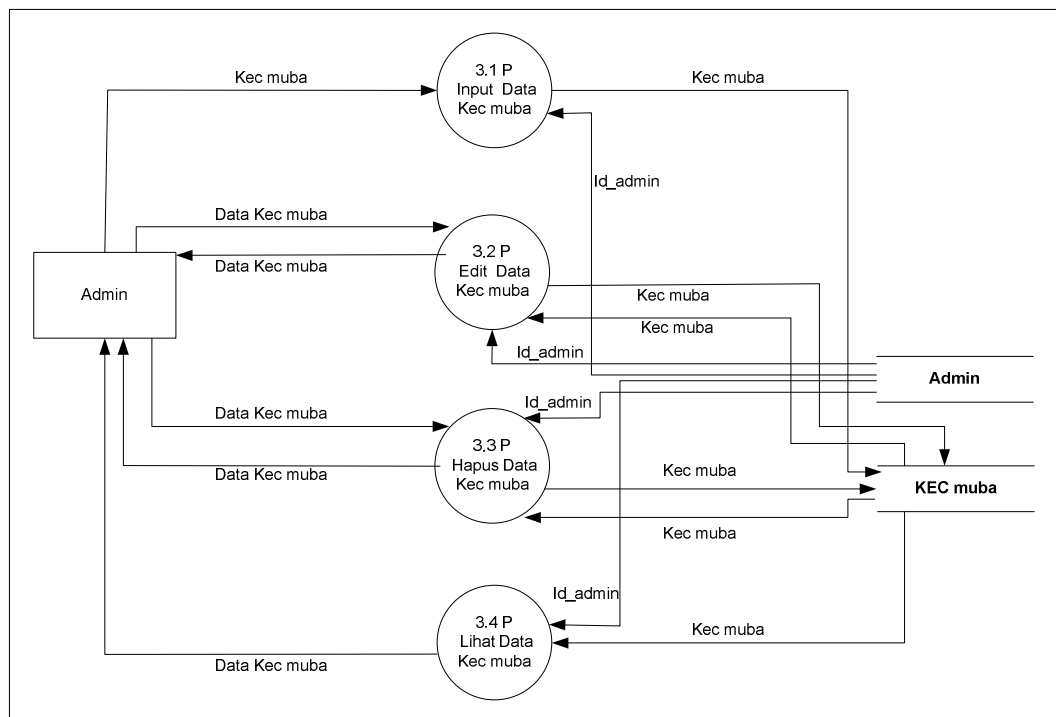 3.1 P
Input Data
Kec muba
Kec muba
Kec muba
Id_admin
Data Kec muba
Data Kec muba
3.2 P
Edit Data
Kec muba
Kec muba
Kec muba
Admin
Id_admin
Admin
Id_admin
Data Kec muba
Data Kec muba
3.3 P
Hapus Data
Kec muba
Kec muba
Kec muba
KEC muba
Id_admin
3.4 P
Lihat Data
Kec muba
Kec muba
Data Kec muba